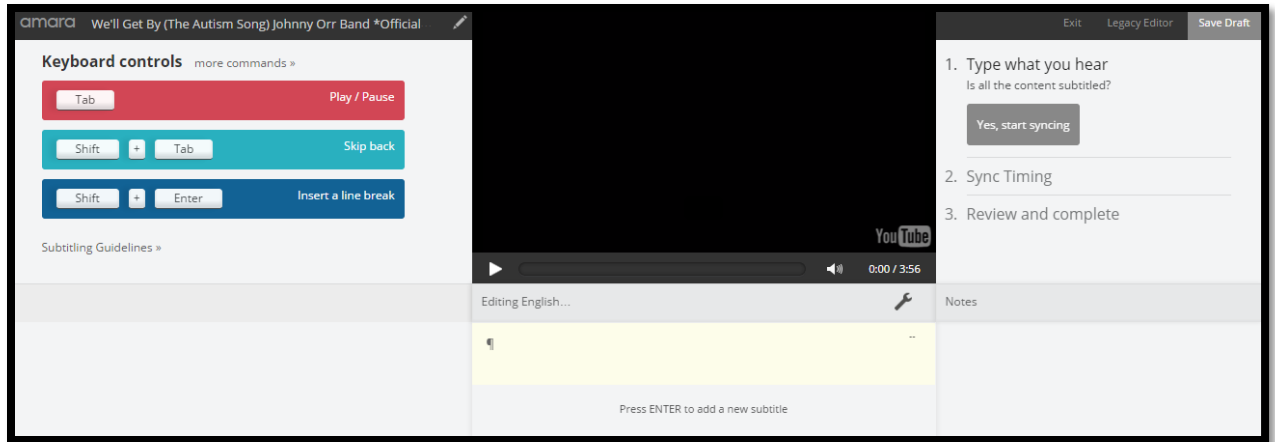 amara We'll Get By (The Autism Song) Johnny Orr Band *Official
Exit Legacy Editor Save Draft
Keyboard controls more commands »
Tab Play / Pause
Shift + Tab Skip back
Shift + Enter Insert a line break
Subtitling Guidelines »
YouTube
0:00 / 3:56
1. Type what you hear
Is all the content subtitled?
Yes, start syncing
2. Sync Timing
3. Review and complete
Editing English...
Notes
¶ --
Press ENTER to add a new subtitle